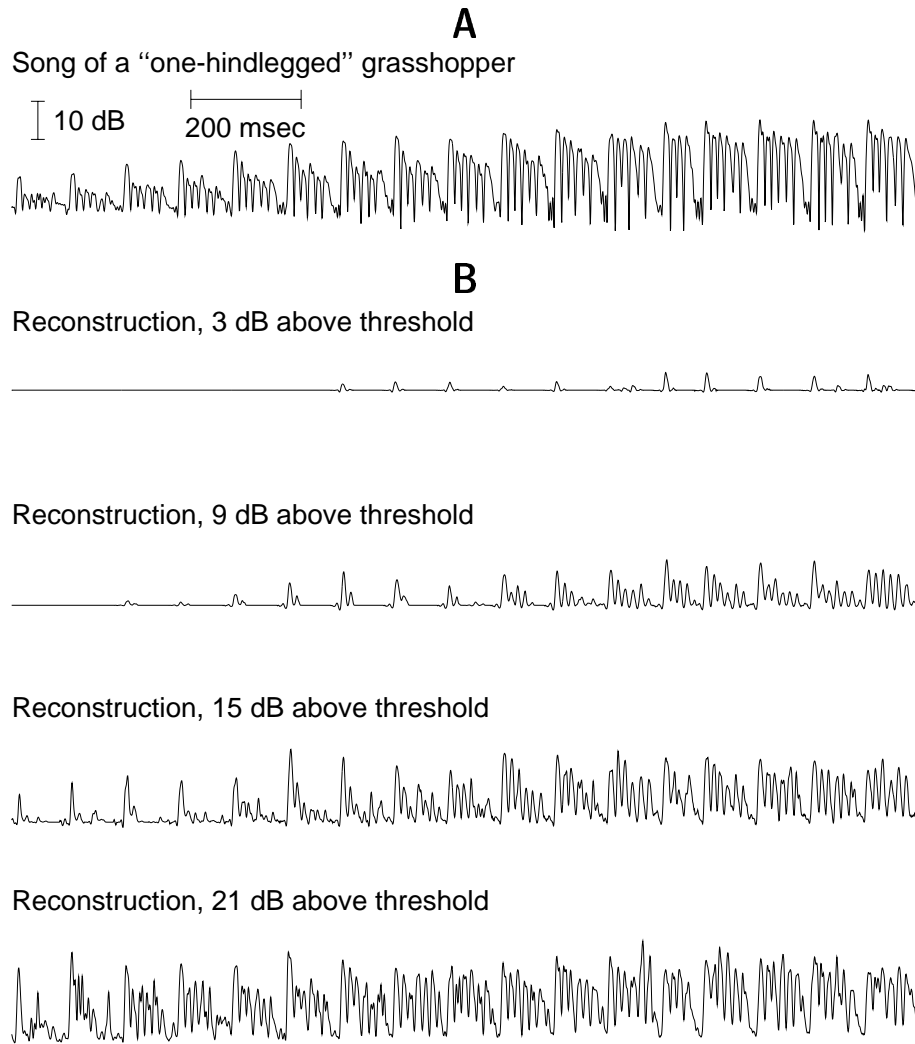 A
Song of a “one-hindlegged” grasshopper
10 dB
200 msec
B
Reconstruction, 3 dB above threshold
Reconstruction, 9 dB above threshold
Reconstruction, 15 dB above threshold
Reconstruction, 21 dB above threshold